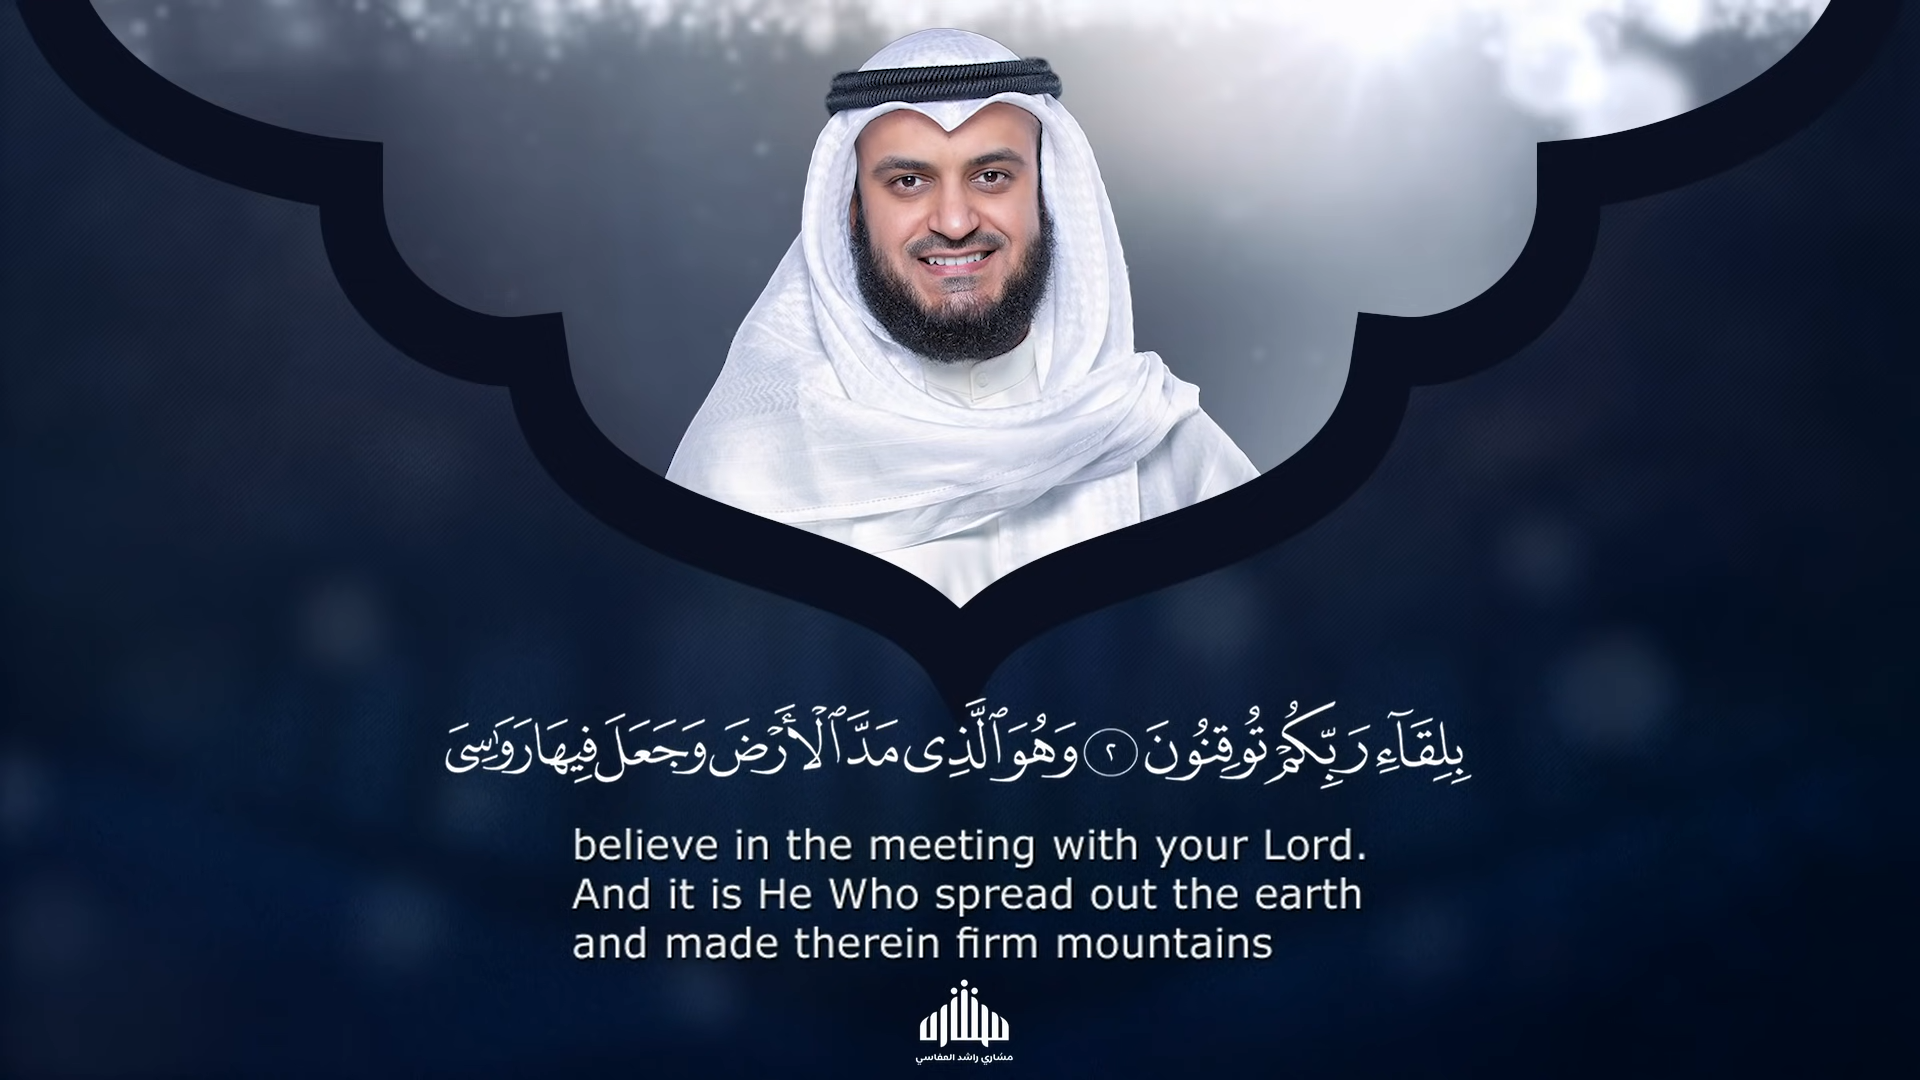 بِلِقَآءِ رَبِّكُمْ تُوقِنُونَ ٢ وَهُوَ ٱلَّذِى مَدَّ ٱلْأَرْضَ وَجَعَلَ فِيهَا رَوَٰسِىَ
believe in the meeting with your Lord.
And it is He Who spread out the earth
and made therein firm mountains
مشاري
مشاري راشد العفاسي